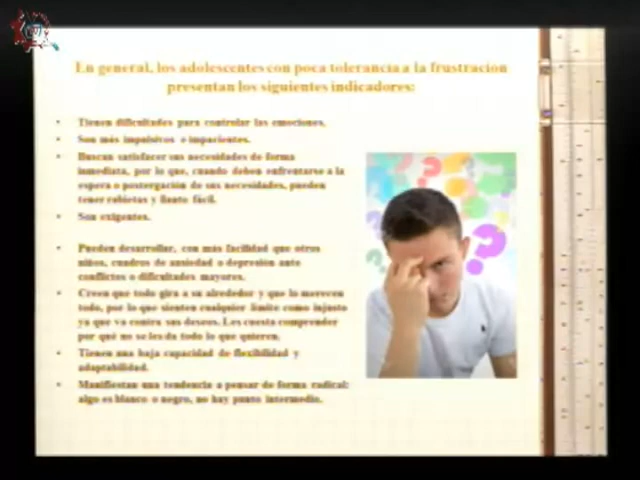 En general, los adolescentes con poca tolerancia a la frustracion
presentan los siguientes indicadores:
• Tienen dificultades para controlar las emociones.
• Son más impulsivos e impacientes.
• Buscan satisfacer sus necesidades de forma
inmediata, por lo que, cuando deben enfrentarse a la
espera o postergación de sus necesidades, pueden
tener rabietas y llanto fácil.
• Son exigentes.
• Pueden desarrollar, con más facilidad que otros
niños, cuadros de ansiedad o depresión ante
conflictos o dificultades mayores.
• Creen que todo gira a su alrededor y que lo merecen
todo, por lo que sienten cualquier límite como injusto
ya que va contra sus deseos. Les cuesta comprender
por qué no se les da todo lo que quieren.
• Tienen una baja capacidad de flexibilidad y
adaptabilidad.
• Manifiestan una tendencia a pensar de forma radical:
algo es blanco o negro, no hay punto intermedio.